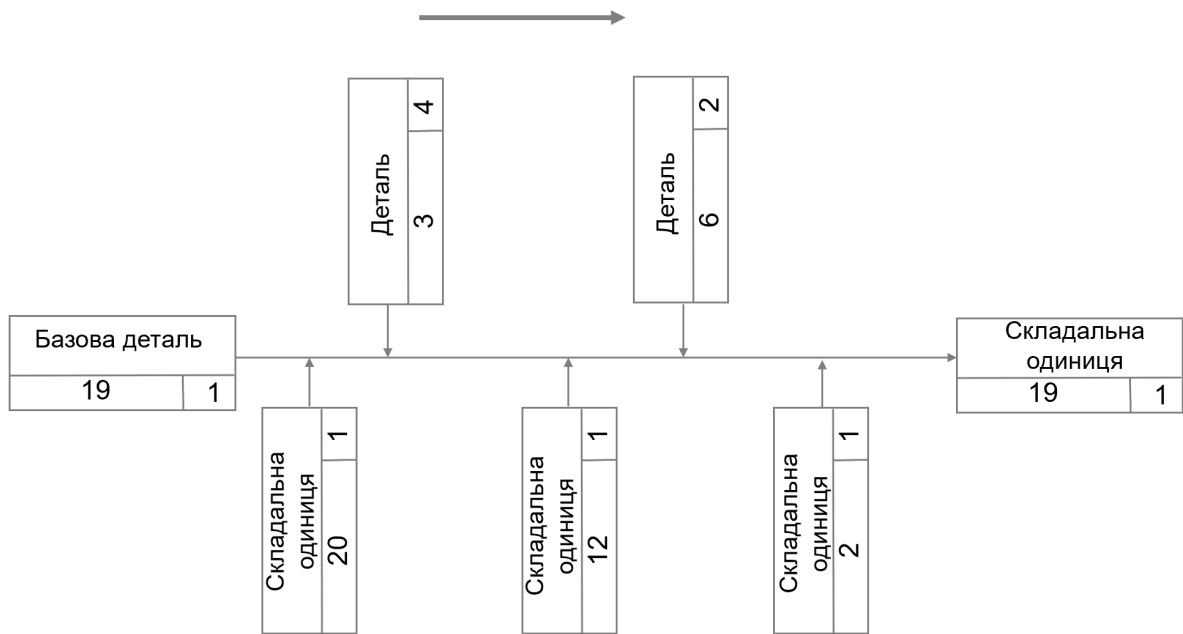 Деталь
3
4
Деталь
6
2
Базова деталь
19
1
Складальна
одиниця
19
1
Складальна
одиниця
20
1
Складальна
одиниця
12
1
Складальна
одиниця
2
1